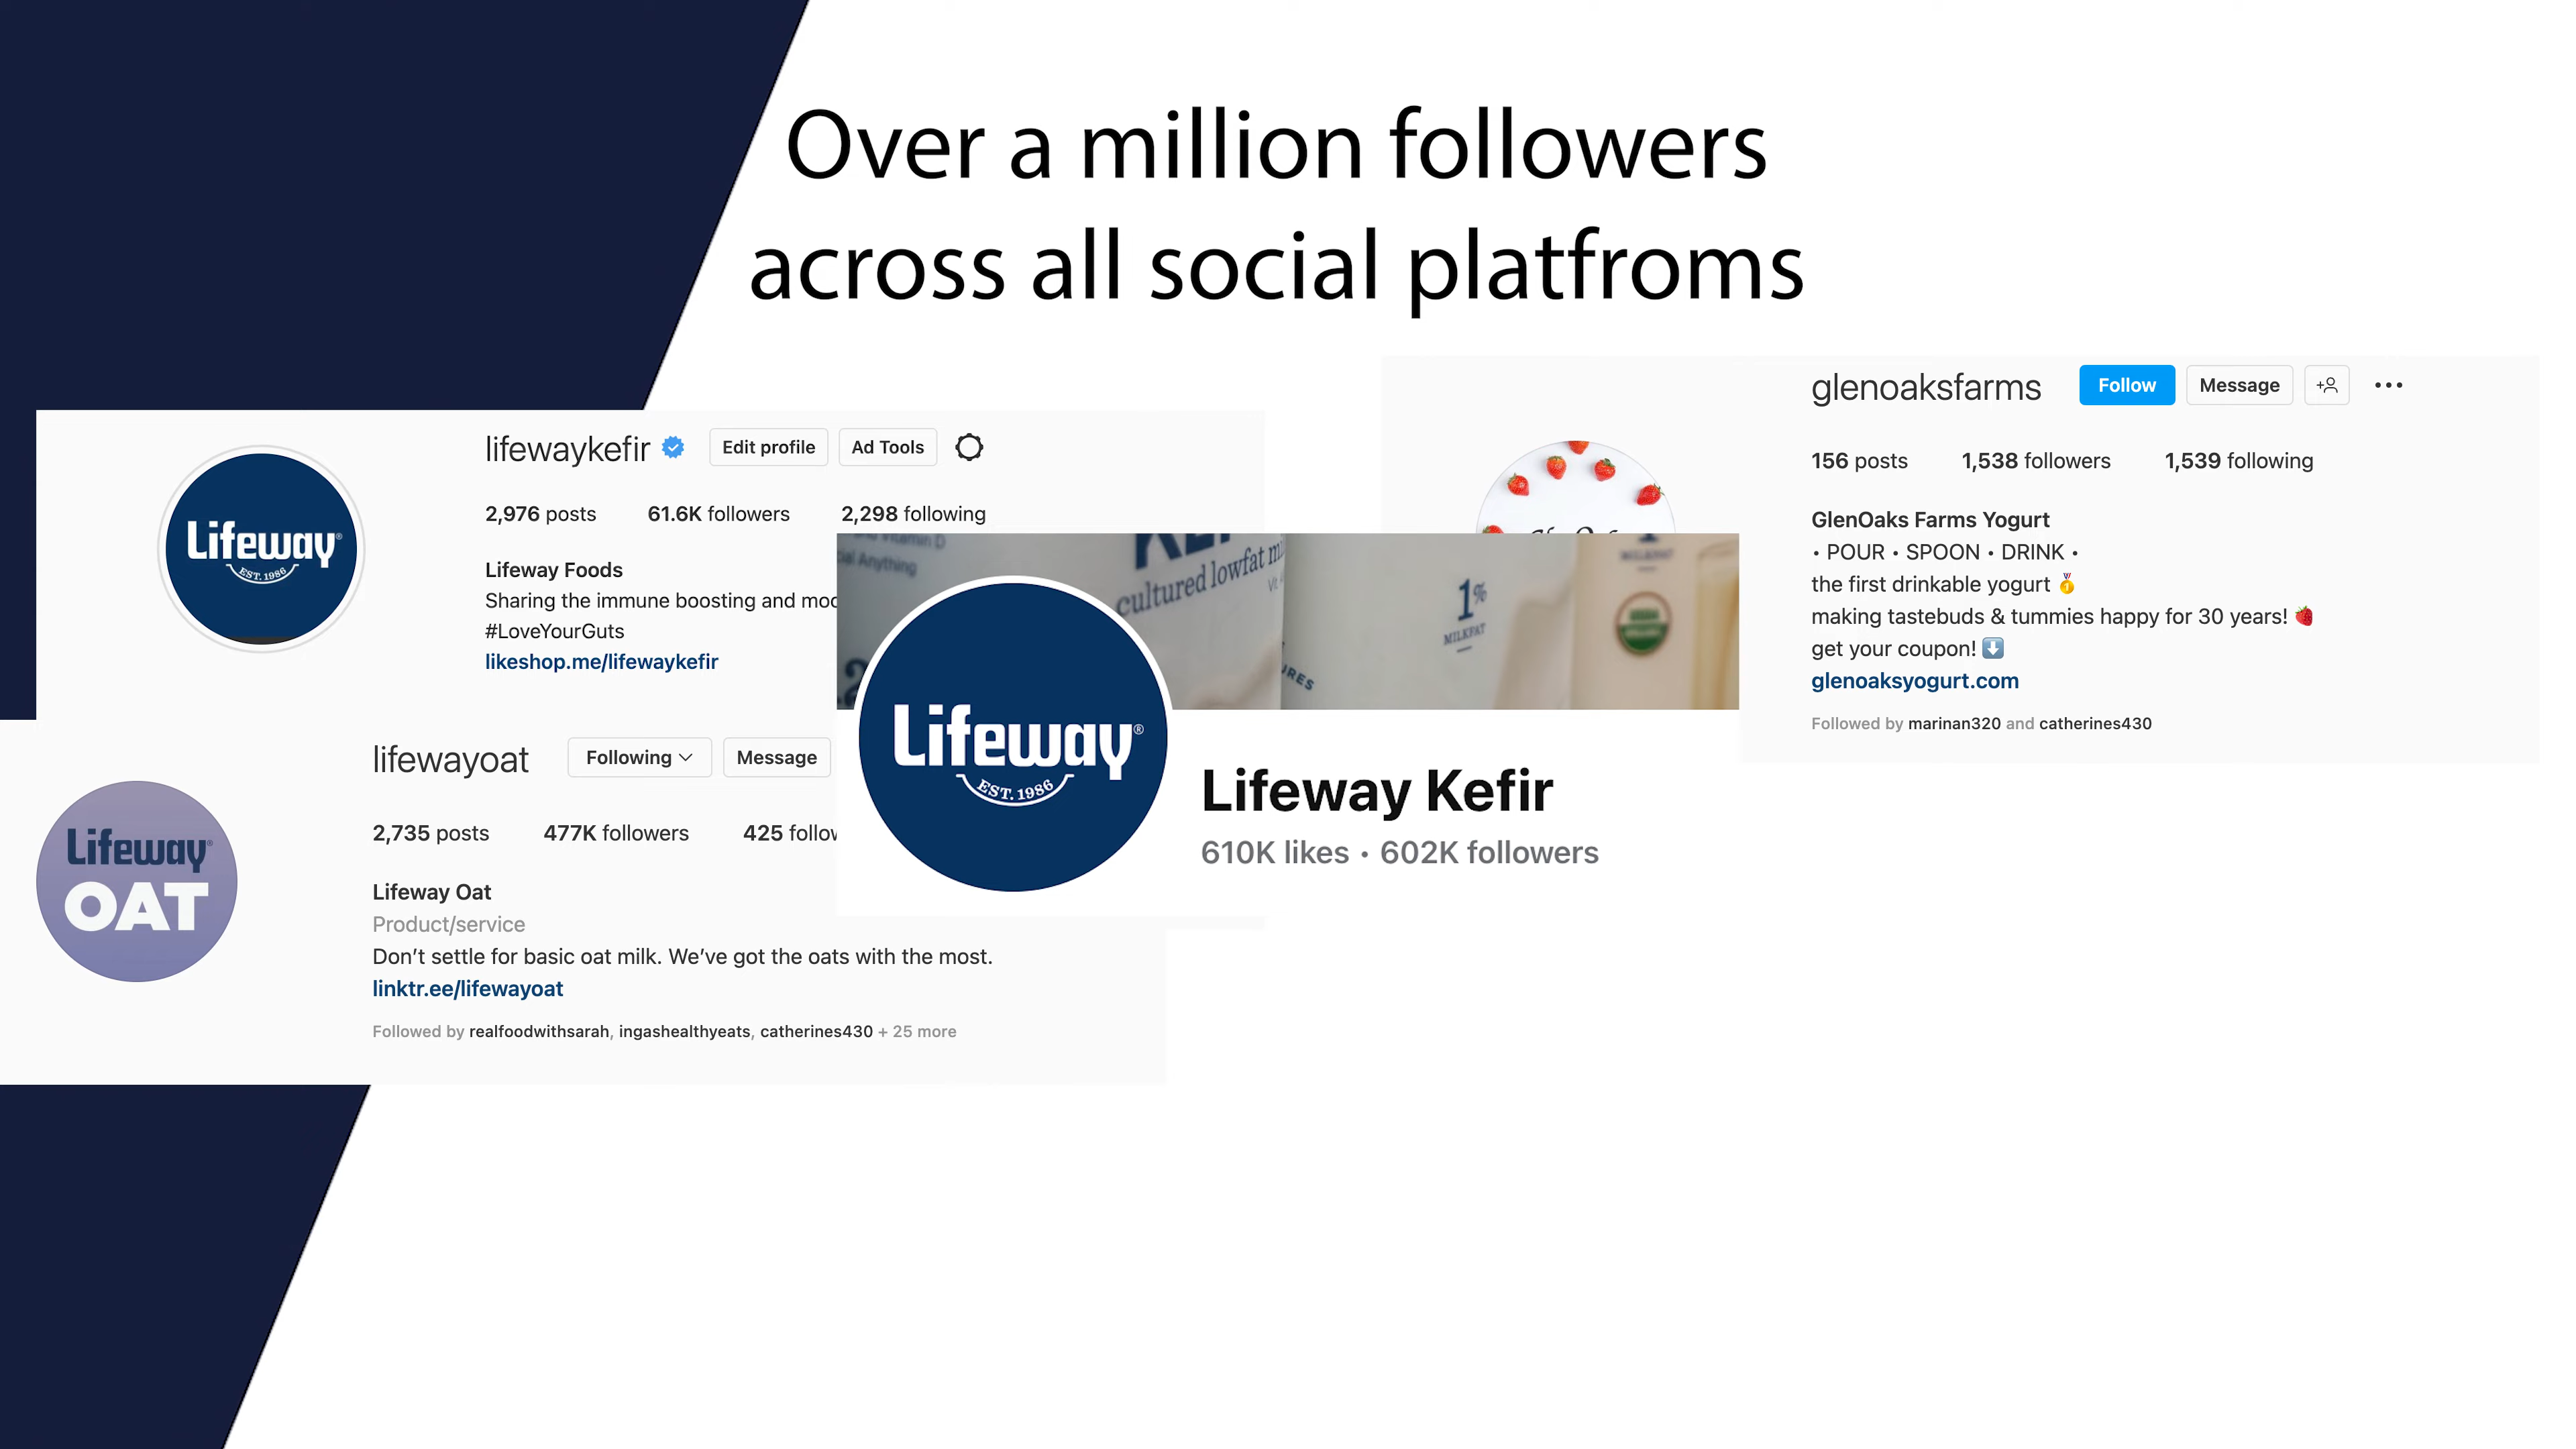 Over a million followers
across all social platfroms
lifewaykefir Edit profile Ad Tools
2,976 posts 61.6K followers 2,298 following
Lifeway Foods
Sharing the immune boosting and
#LoveYourGuts
likeshop.me/lifewaykefir
Lifeway®
EST. 1986
glenoaksfarms Follow Message
156 posts 1,538 followers 1,539 following
GlenOaks Farms Yogurt
• POUR • SPOON • DRINK •
the first drinkable yogurt 🥇
making tastebuds & tummies happy for 30 years! 🍓
get your coupon! ⬇️
glenoaksyogurt.com
Followed by marinan320 and catherines430
cultured lowfat
1%
MILKFAT
MILKFAT
Lifeway®
EST. 1986
Lifeway Kefir
610K likes • 602K followers
lifewayoat Following Message
2,735 posts 477K followers 425
Lifeway Oat
Product/service
Don't settle for basic oat milk. We've got the oats with the most.
linktr.ee/lifewayoat
Followed by realfoodwithsarah, ingashealthyeats, catherines430 + 25 more
Lifeway®
OAT